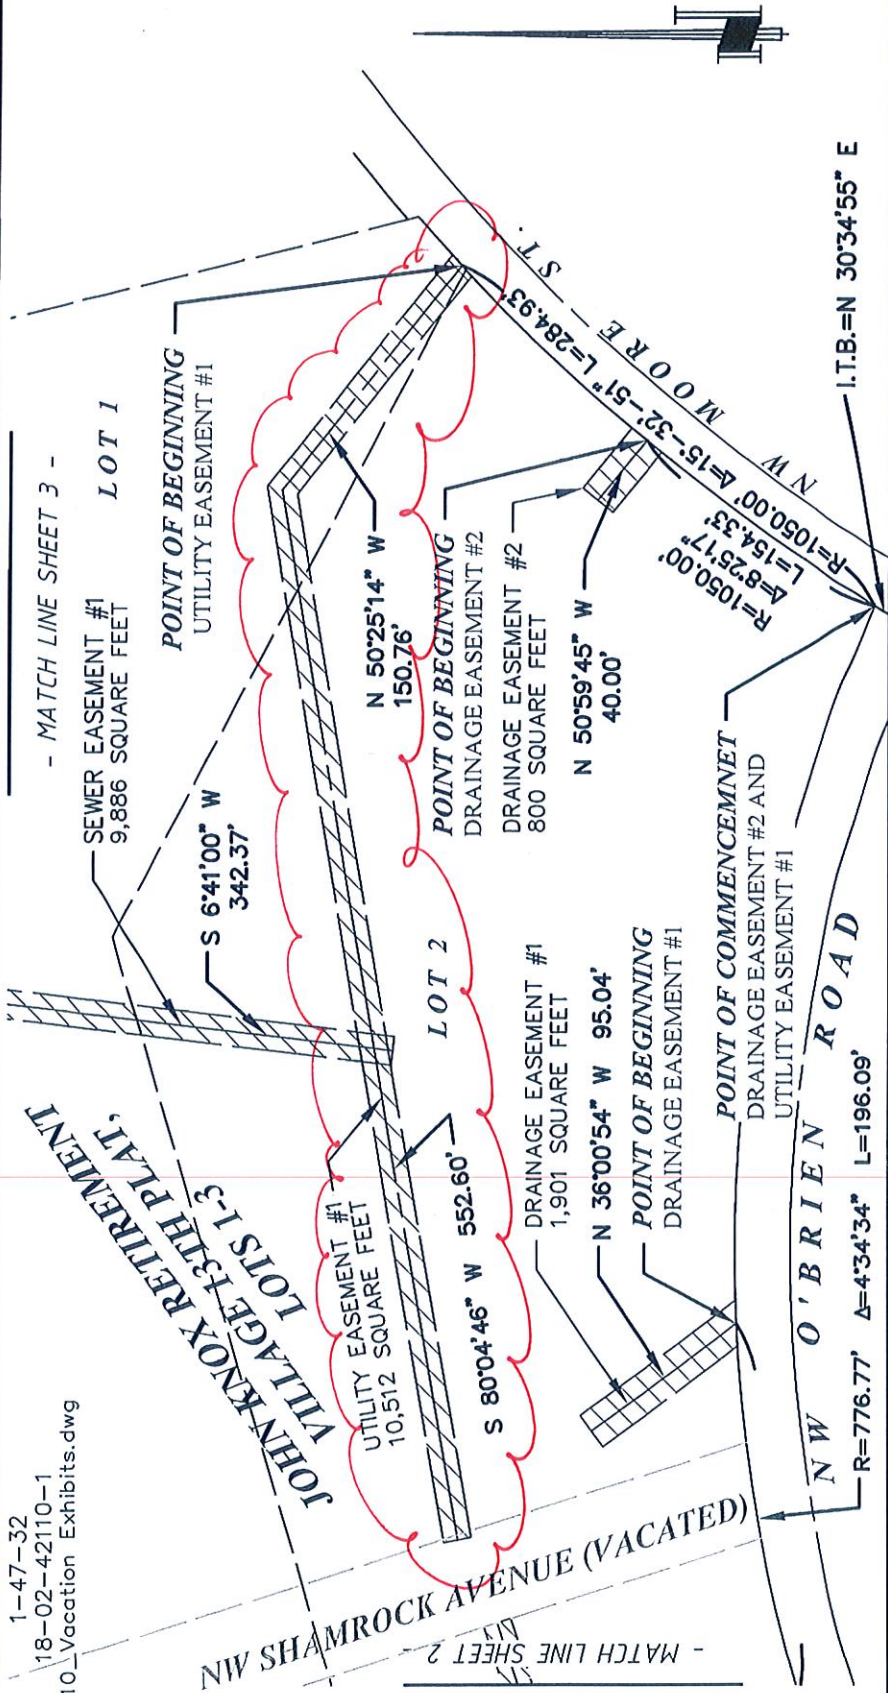 1-47-32
18-02-42110-1
10_Vacation Exhibits.dwg
- MATCH LINE SHEET 3 -
SEWER EASEMENT #1
9,886 SQUARE FEET
LOT 1
POINT OF BEGINNING
UTILITY EASEMENT #1
S 6°41'00" W
342.37'
JOHN KNOX RETIREMENT
VILLAGE 13TH PLAT,
LOTS 1-3
UTILITY EASEMENT #1
10,512 SQUARE FEET
S 80°04'46" W 552.60'
LOT 2
N 50°25'14" W
150.76'
POINT OF BEGINNING
DRAINAGE EASEMENT #2
DRAINAGE EASEMENT #2
800 SQUARE FEET
N 50°59'45" W
40.00'
DRAINAGE EASEMENT #1
1,901 SQUARE FEET
N 36°00'54" W 95.04'
POINT OF BEGINNING
DRAINAGE EASEMENT #1
POINT OF COMMENCEMNET
DRAINAGE EASEMENT #2 AND
UTILITY EASEMENT #1
R=1050.00'
Δ=8°25'17"
L=154.33'
R=1050.00' Δ=15°-32'-51" L=284.93'
NW MOORE ST.
I.T.B.=N 30°34'55" E
NW SHAMROCK AVENUE (VACATED)
- MATCH LINE SHEET 2 -
NW O'BRIEN ROAD
R=776.77' Δ=4°34'34" L=196.09'